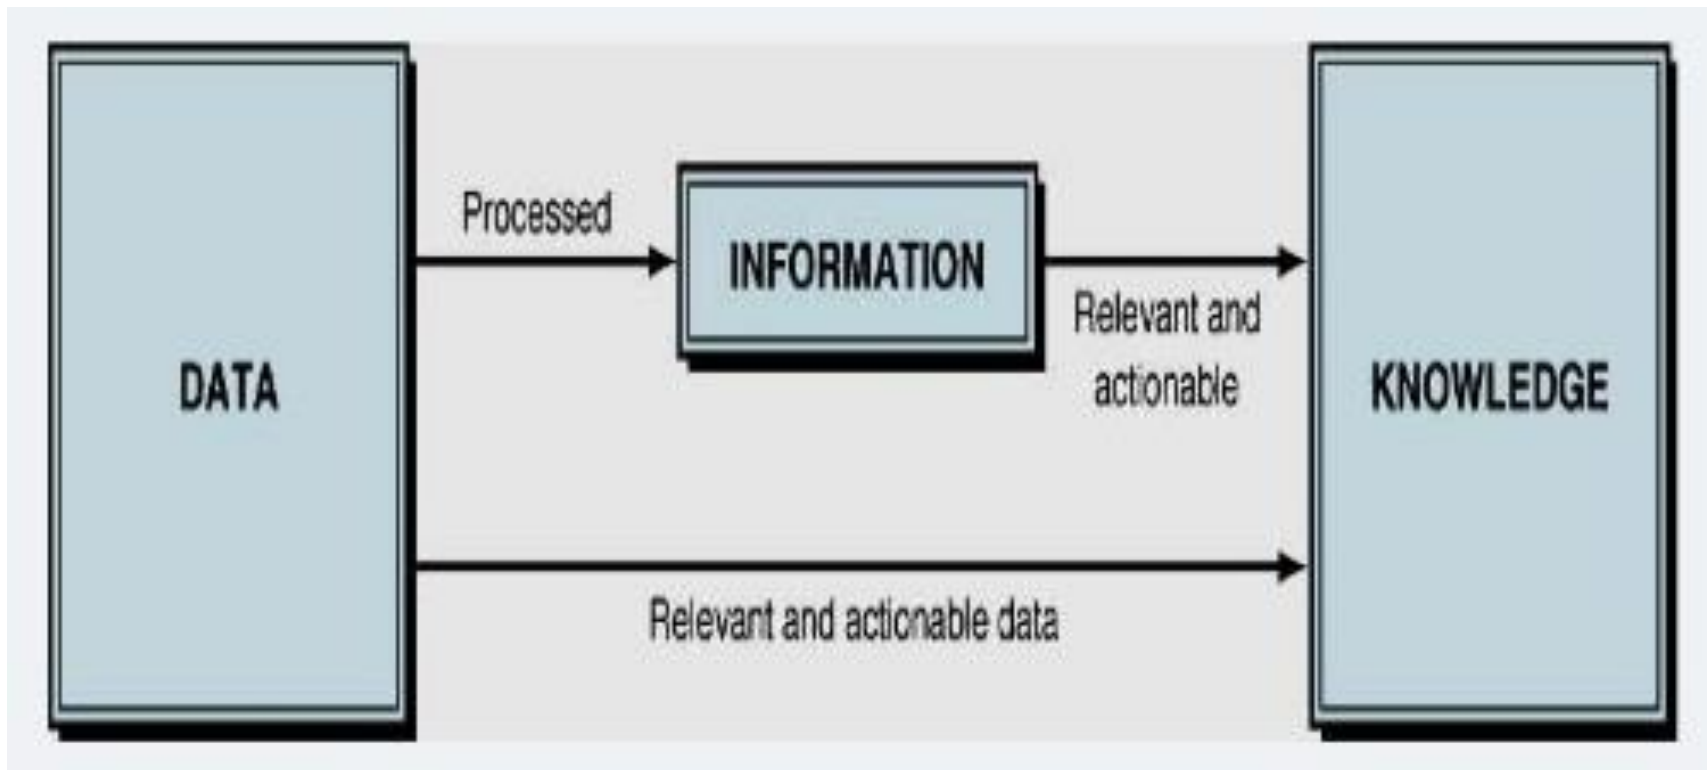 Processed
INFORMATION
Relevant and
actionable
DATA
KNOWLEDGE
Relevant and actionable data